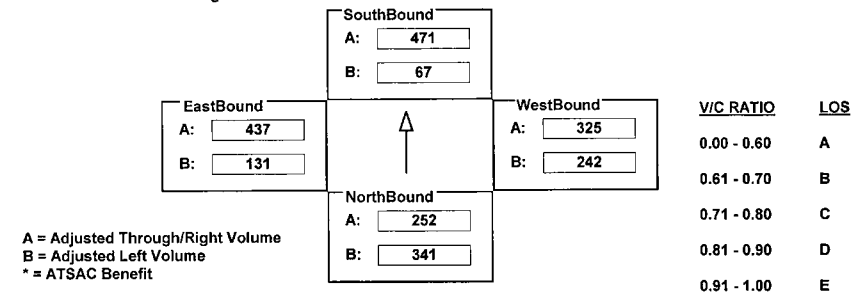 SouthBound
A: 471
B: 67
EastBound
A: 437
B: 131
WestBound
A: 325
B: 242
NorthBound
A: 252
B: 341
A = Adjusted Through/Right Volume
B = Adjusted Left Volume
* = ATSAC Benefit
V/C RATIO LOS
0.00 - 0.60 A
0.61 - 0.70 B
0.71 - 0.80 C
0.81 - 0.90 D
0.91 - 1.00 E